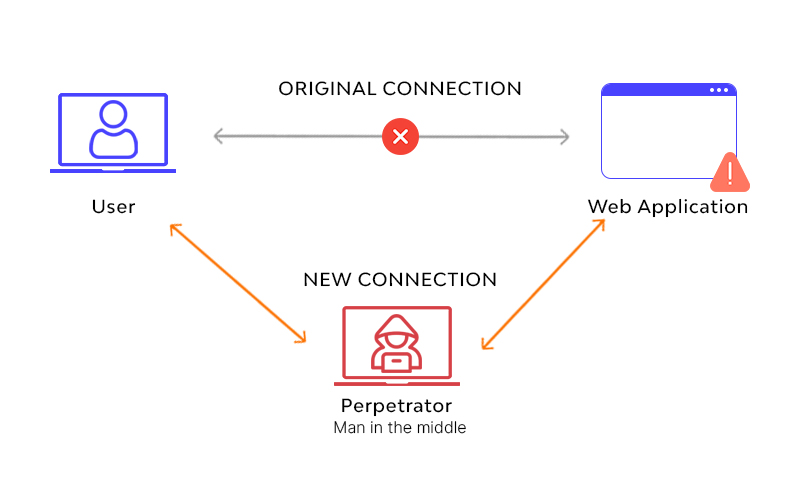 ORIGINAL CONNECTION
User
Web Application
NEW CONNECTION
Perpetrator
Man in the middle